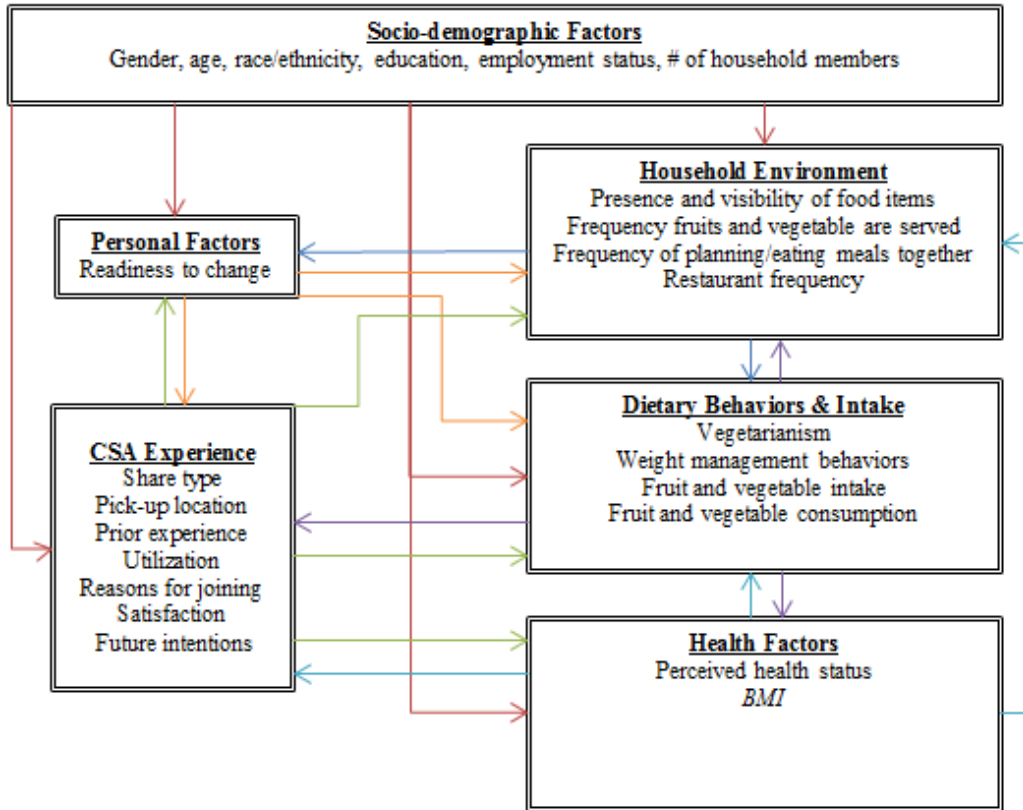 Socio-demographic Factors
Gender, age, race/ethnicity, education, employment status, # of household members
Household Environment
Presence and visibility of food items
Frequency fruits and vegetable are served
Frequency of planning/eating meals together
Restaurant frequency
Personal Factors
Readiness to change
CSA Experience
Share type
Pick-up location
Prior experience
Utilization
Reasons for joining
Satisfaction
Future intentions
Dietary Behaviors & Intake
Vegetarianism
Weight management behaviors
Fruit and vegetable intake
Fruit and vegetable consumption
Health Factors
Perceived health status
BMI